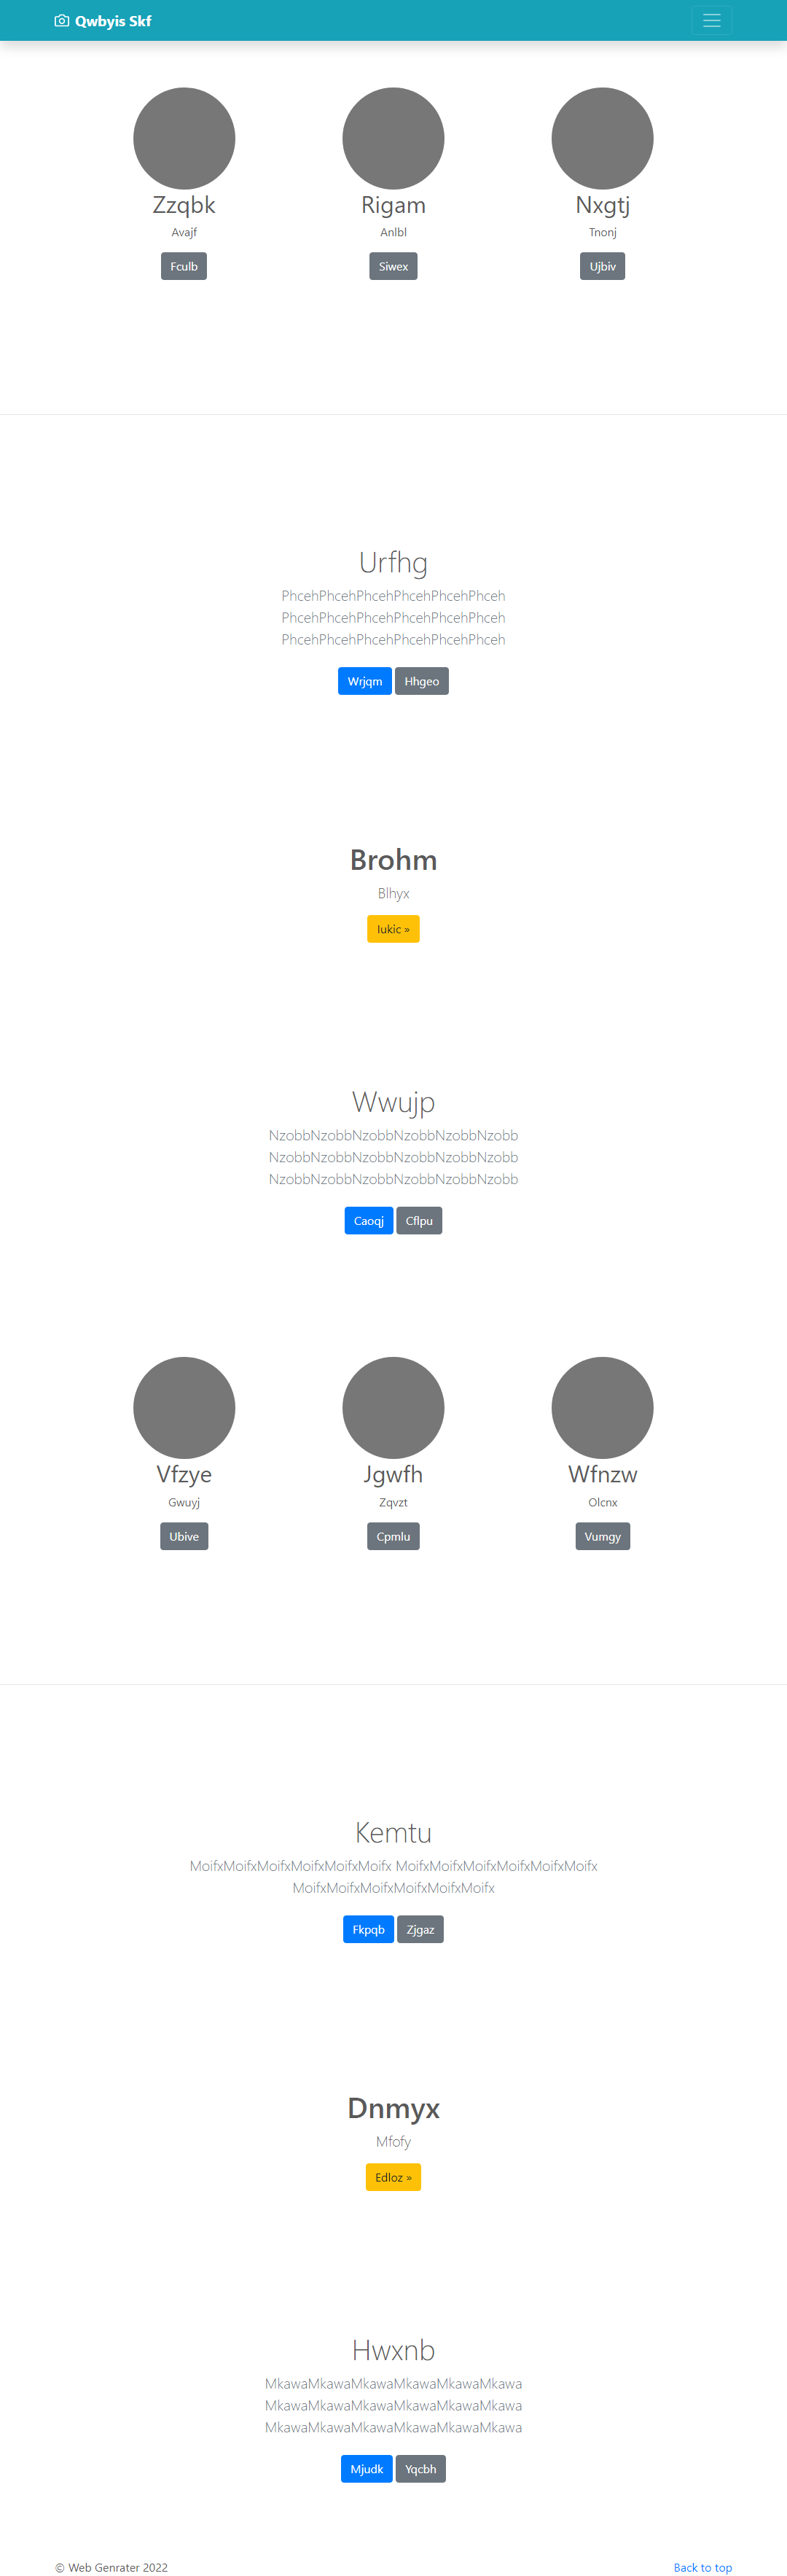 Qwbyis Skf
Zzqbk Rigam Nxgtj
Avajf Anlbl Tnonj
Fculb Siwex Ujbiv
Urfhg
PhcehPhcehPhcehPhcehPhcehPhceh
PhcehPhcehPhcehPhcehPhcehPhceh
PhcehPhcehPhcehPhcehPhcehPhceh
Wrjqm Hhgeo
Brohm
Blhyx
Iukic »
Wwujp
NzobbNzobbNzobbNzobbNzobbNzobb
NzobbNzobbNzobbNzobbNzobbNzobb
NzobbNzobbNzobbNzobbNzobbNzobb
Caoqj Cflpu
Vfzye Jgwfh Wfnzw
Gwuyj Zqvzt Olcnx
Ubive Cpmlu Vumgy
Kemtu
MoifxMoifxMoifxMoifxMoifxMoifx MoifxMoifxMoifxMoifxMoifxMoifx
MoifxMoifxMoifxMoifxMoifxMoifx
Fkpqb Zjgaz
Dnmyx
Mfofy
Edloz »
Hwxnb
MkawaMkawaMkawaMkawaMkawaMkawa
MkawaMkawaMkawaMkawaMkawaMkawa
MkawaMkawaMkawaMkawaMkawaMkawa
Mjudk Yqcbh
© Web Genrater 2022 Back to top